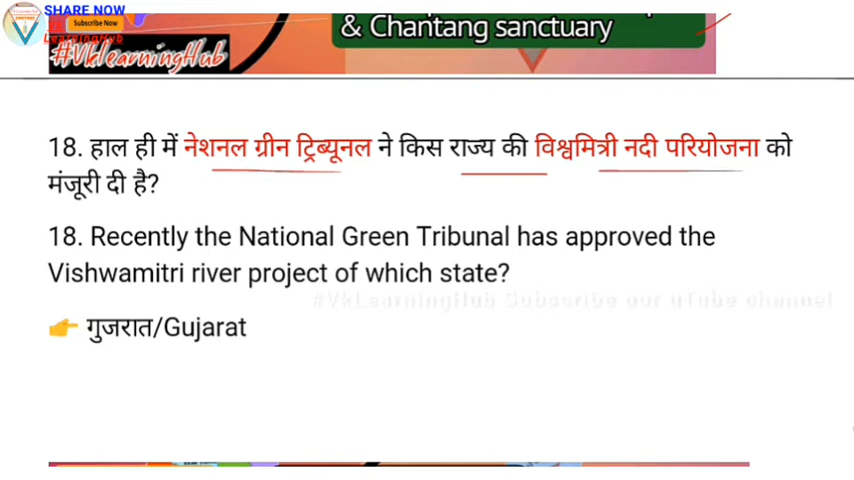 SHARE NOW
Subscribe Now
LearningHub
& Chantang sanctuary
#VkLearningHub
18. हाल ही में नेशनल ग्रीन ट्रिब्यूनल ने किस राज्य की विश्वमित्री नदी परियोजना को
मंजूरी दी है?
18. Recently the National Green Tribunal has approved the
Vishwamitri river project of which state?
#VkLearningHub Subscribe our uTube channel
👉 गुजरात/Gujarat